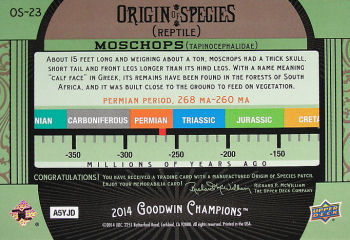 OS-23
ORIGIN OF SPECIES
(REPTILE)
MOSCHOPS (TAPINOCEPHALIDAE)
ABOUT 15 FEET LONG AND WEIGHING ABOUT A TON, MOSCHOPS HAD A THICK SKULL,
SHORT TAIL AND FRONT LEGS LONGER THAN ITS HIND LEGS. WITH A NAME MEANING
"CALF FACE" IN GREEK, ITS REMAINS HAVE BEEN FOUND IN THE FORESTS OF SOUTH
AFRICA, AND IT WAS BUILT CLOSE TO THE GROUND TO FEED ON VEGETATION.
PERMIAN PERIOD, 268 MA-260 MA
NIAN CARBONIFEROUS PERMIAN TRIASSIC JURASSIC CRETA
-350 -300 -250 -200 -150
MILLIONS OF YEARS AGO
CONGRATULATIONS! YOU HAVE RECEIVED A TRADING CARD WITH A MANUFACTURED ORIGIN OF SPECIES PATCH.
ENJOY YOUR MEMORABILIA CARD!
RICHARD P. MCWILLIAM
THE UPPER DECK COMPANY
A5YJD
2014 GOODWIN CHAMPIONS™
UPPER DECK